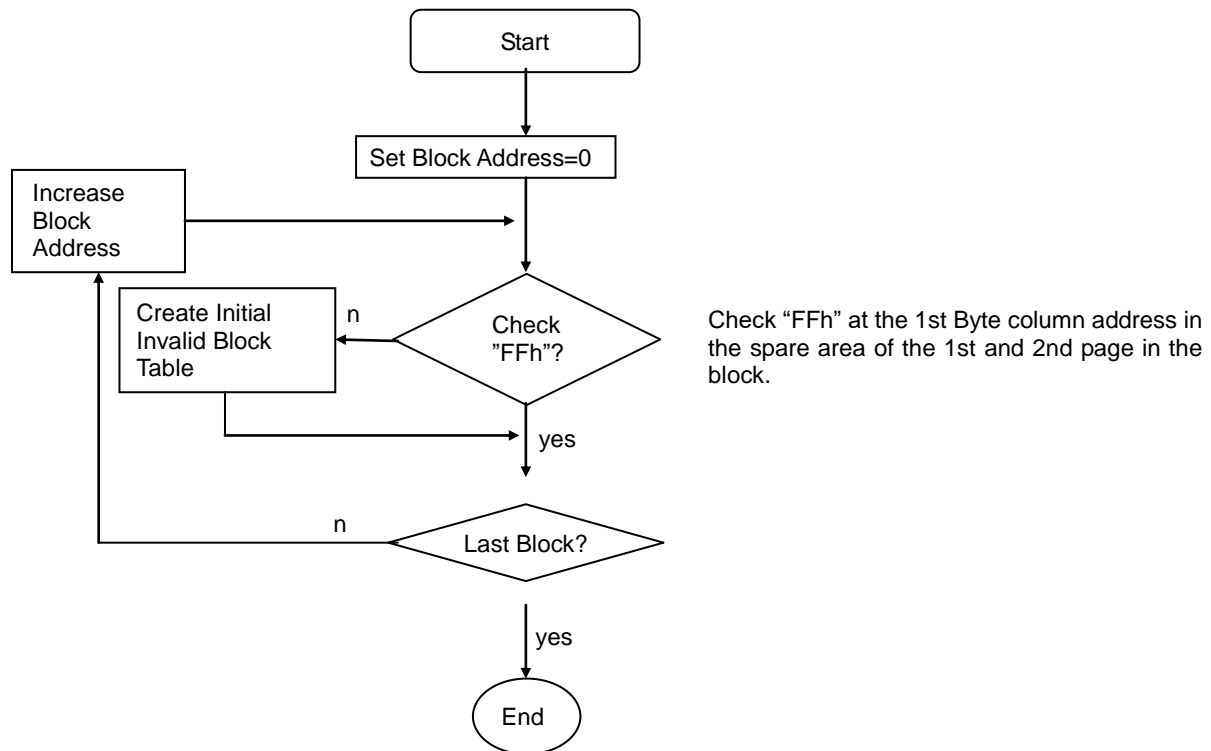 Start
Set Block Address=0
Increase
Block
Address
Create Initial
Invalid Block
Table
n
Check
”FFh”?
Check “FFh” at the 1st Byte column address in
the spare area of the 1st and 2nd page in the
block.
yes
n
Last Block?
yes
End